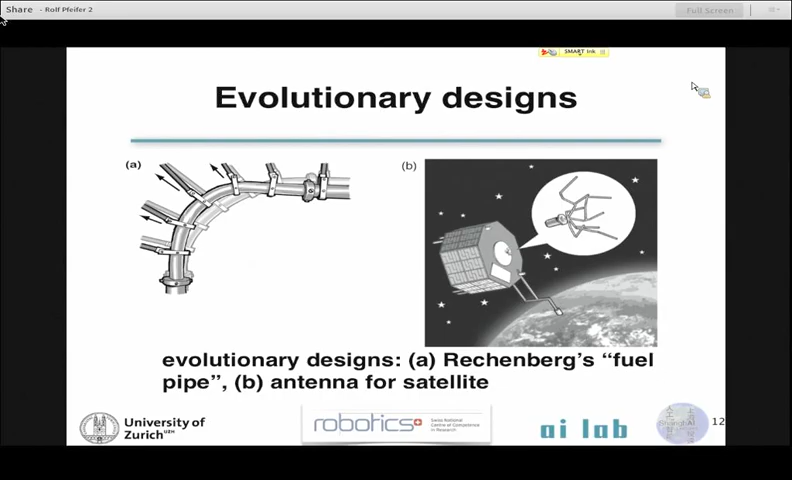 Share - Rolf Pfeifer 2
Full Screen
SMART Ink
Evolutionary designs
(a)
(b)
evolutionary designs: (a) Rechenberg's "fuel
pipe", (b) antenna for satellite
University of
Zurich UZH
robotics+
Swiss National
Centre of Competence
in Research
ai lab
12